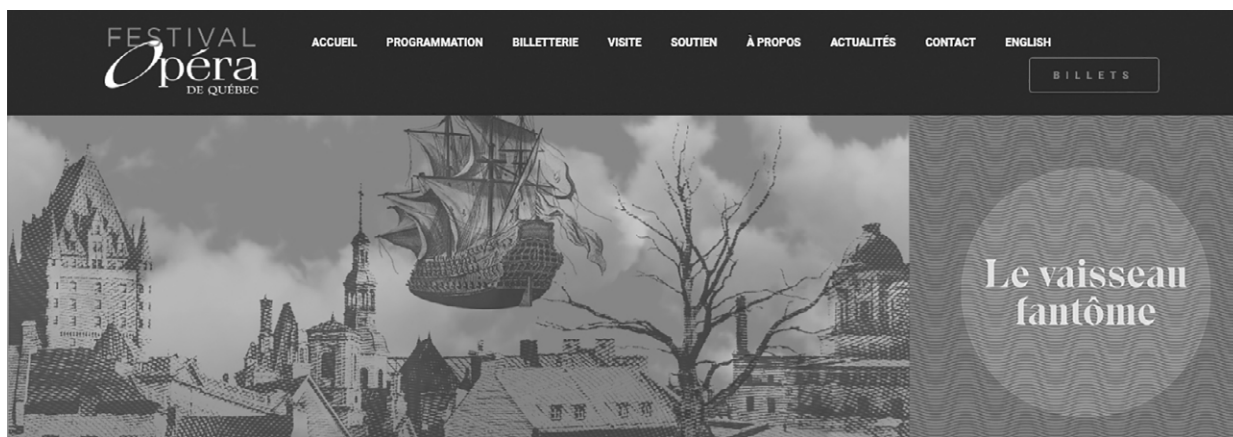 FESTIVAL
Opéra
DE QUÉBEC
ACCUEIL PROGRAMMATION BILLETTERIE VISITE SOUTIEN À PROPOS ACTUALITÉS CONTACT ENGLISH
BILLETS
Le vaisseau
fantôme